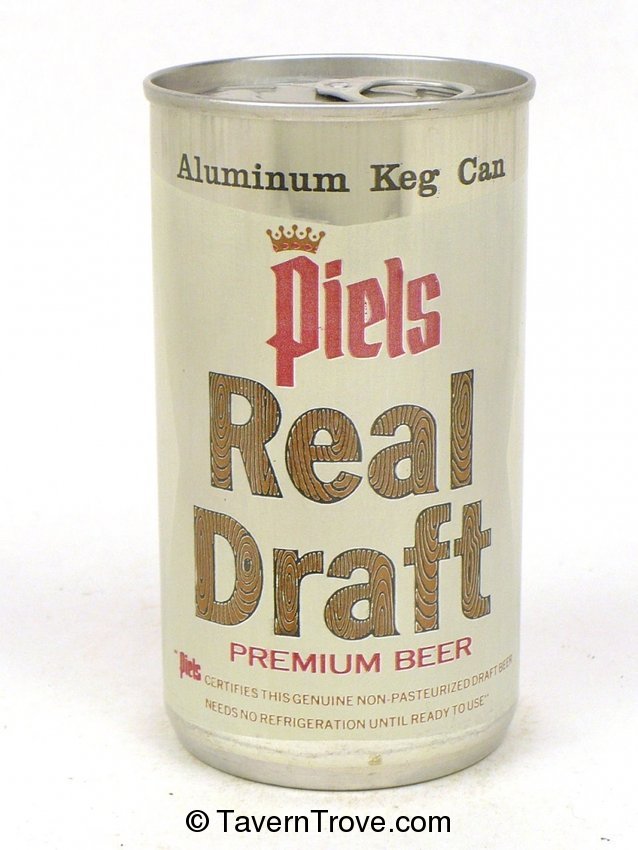 Aluminum Keg Can
Piels
Real
Draft
PREMIUM BEER
"Piels CERTIFIES THIS GENUINE NON-PASTEURIZED DRAFT BEER
NEEDS NO REFRIGERATION UNTIL READY TO USE"
© TavernTrove.com